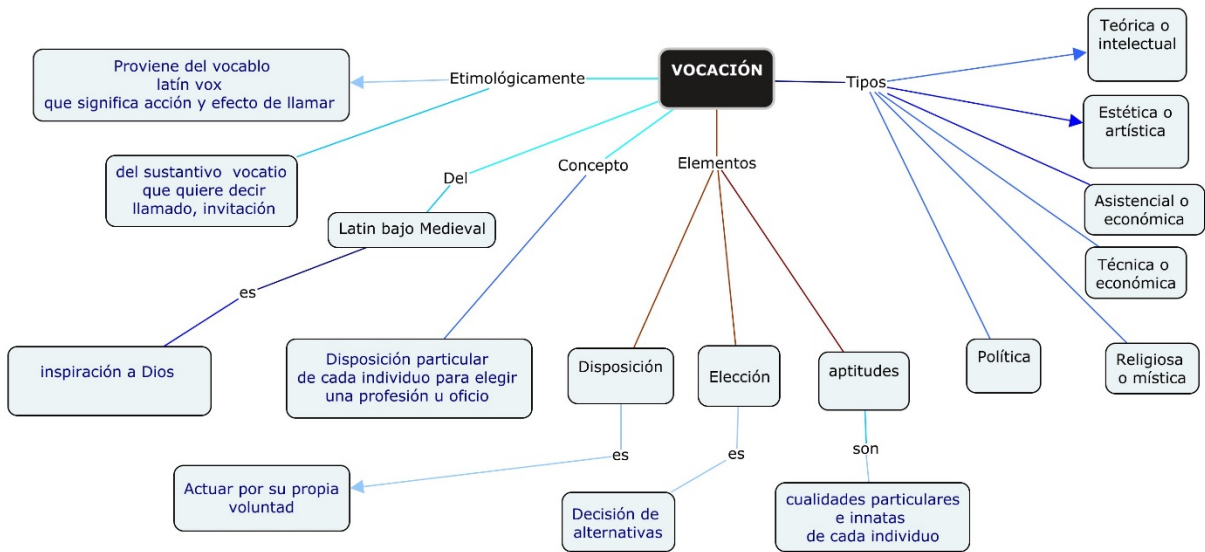 VOCACIÓN
Etimológicamente
Proviene del vocablo
latín vox
que significa acción y efecto de llamar
del sustantivo vocatio
que quiere decir
llamado, invitación
Del
Latin bajo Medieval
es
inspiración a Dios
Concepto
Disposición particular
de cada individuo para elegir
una profesión u oficio
Elementos
Disposición
es
Actuar por su propia
voluntad
Elección
es
Decisión de
alternativas
aptitudes
son
cualidades particulares
e innatas
de cada individuo
Tipos
Teórica o
intelectual
Estética o
artística
Asistencial o
económica
Técnica o
económica
Religiosa
o mística
Política